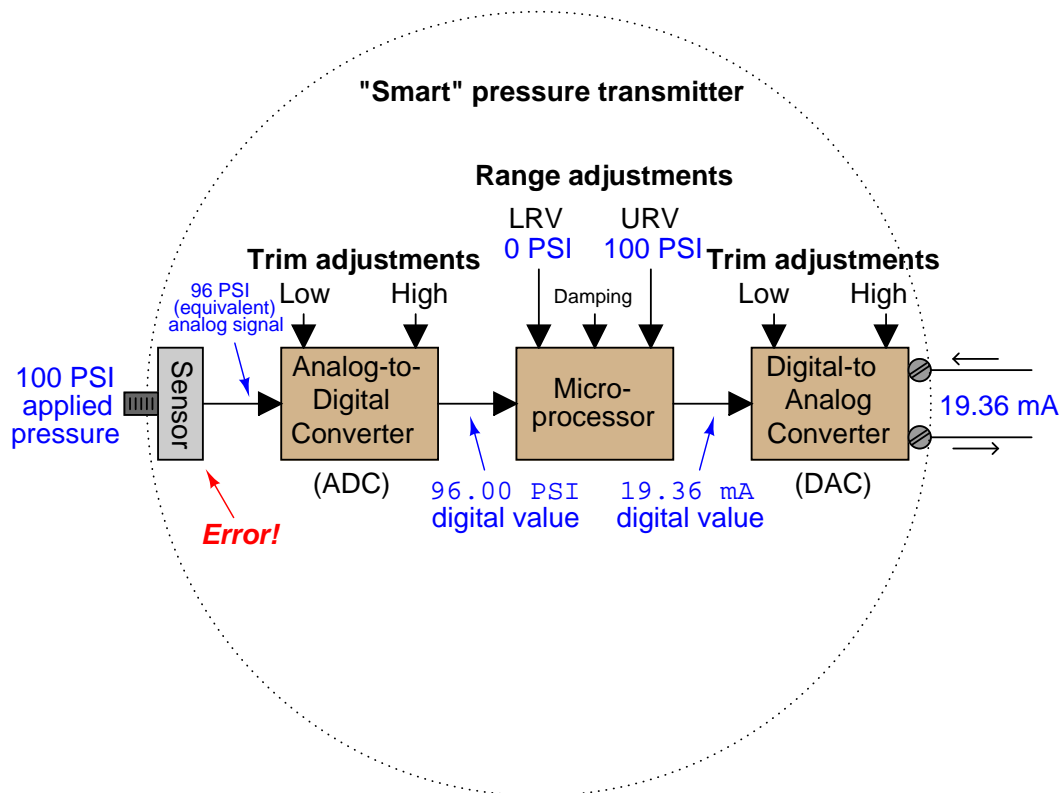 "Smart" pressure transmitter
Range adjustments
LRV
0 PSI
URV
100 PSI
Trim adjustments
Low
High
Damping
Trim adjustments
Low
High
96 PSI
(equivalent)
analog signal
100 PSI
applied
pressure
Sensor
Analog-to-
Digital
Converter
(ADC)
Micro-
processor
Digital-to
Analog
Converter
(DAC)
19.36 mA
96.00 PSI
digital value
19.36 mA
digital value
Error!